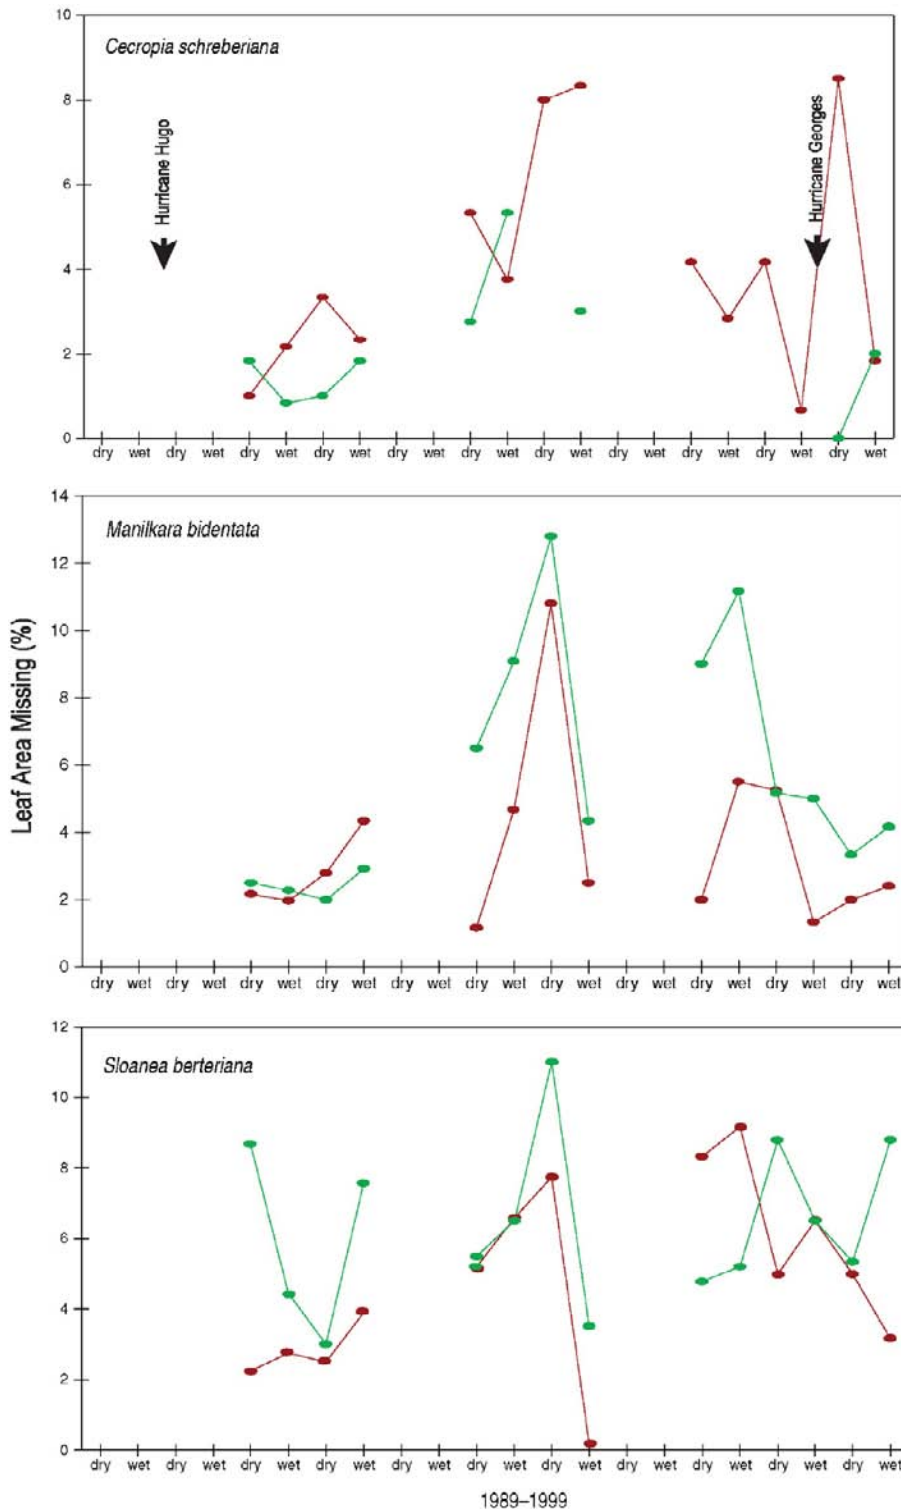 10
Cecropia schreberiana
8
Hurricane Hugo
Hurricane Georges
6
4
2
0
dry wet dry wet dry wet dry wet dry wet dry wet dry wet dry wet dry wet dry wet dry wet
14
Manilkara bidentata
12
10
8
6
4
2
0
dry wet dry wet dry wet dry wet dry wet dry wet dry wet dry wet dry wet dry wet dry wet
Leaf Area Missing (%)
12
Sloanea berteriana
10
8
6
4
2
0
dry wet dry wet dry wet dry wet dry wet dry wet dry wet dry wet dry wet dry wet dry wet
1989–1999